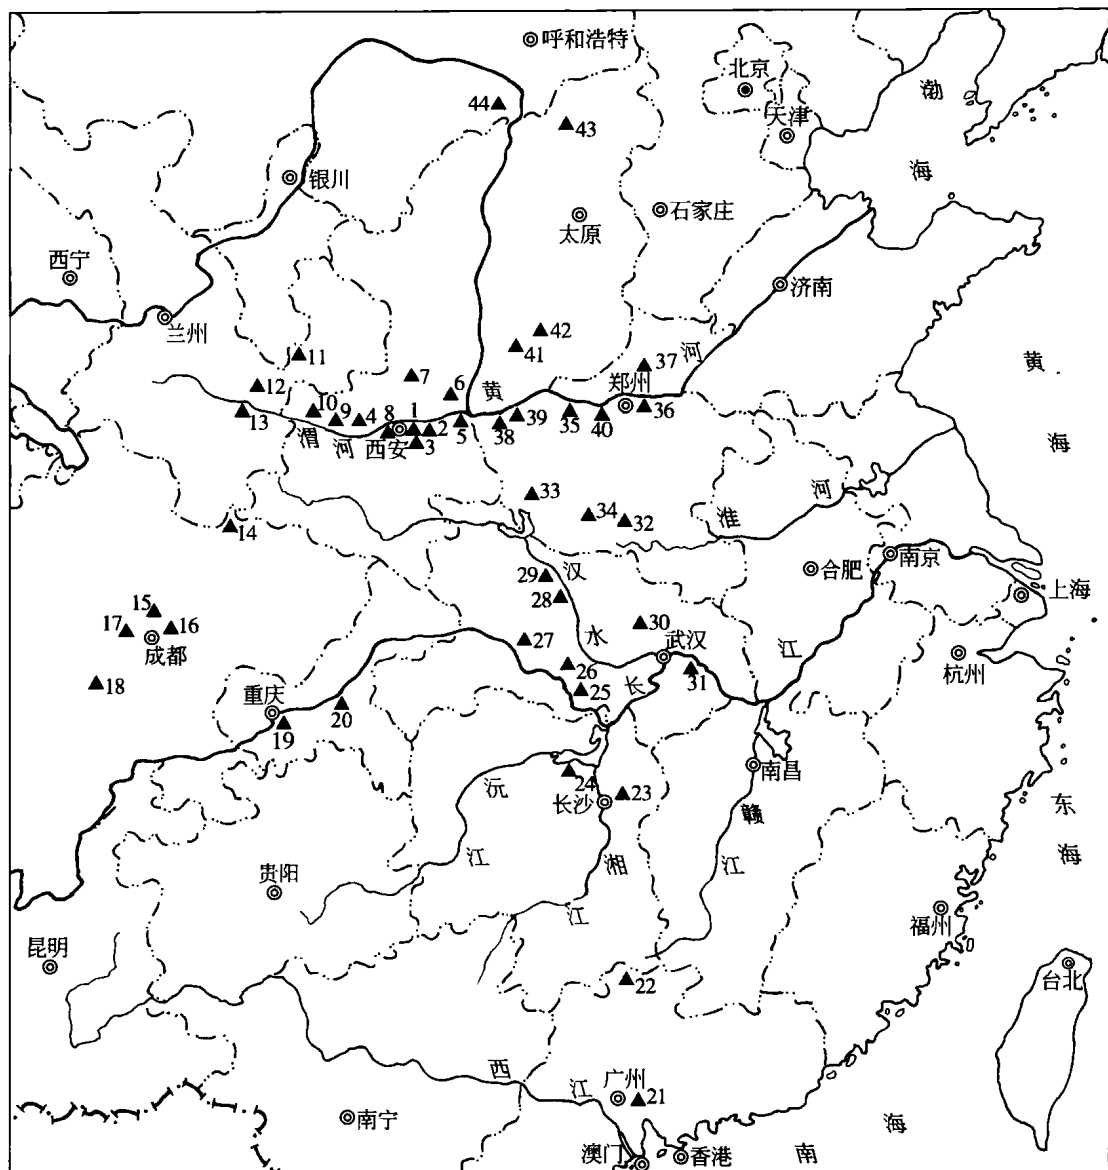 呼和浩特
北京
渤
44
43
天津
海
银川
石家庄
太原
西宁
济南
兰州
42
41
黄
11
7
37
河
郑州
12
6
黄
13
10
9
4
8
1
2
5
39
38
35
40
36
海
渭
河
西安
3
33
34
32
淮
河
14
汉
29
28
合肥
南京
上海
15
17
16
成都
水
27
30
武汉
江
杭州
26
长
31
18
重庆
25
20
19
沅
24
长沙
23
南昌
赣
东
江
湘
江
海
贵阳
江
福州
昆明
22
台北
西
江
广州
21
南宁
海
澳门
香港
南